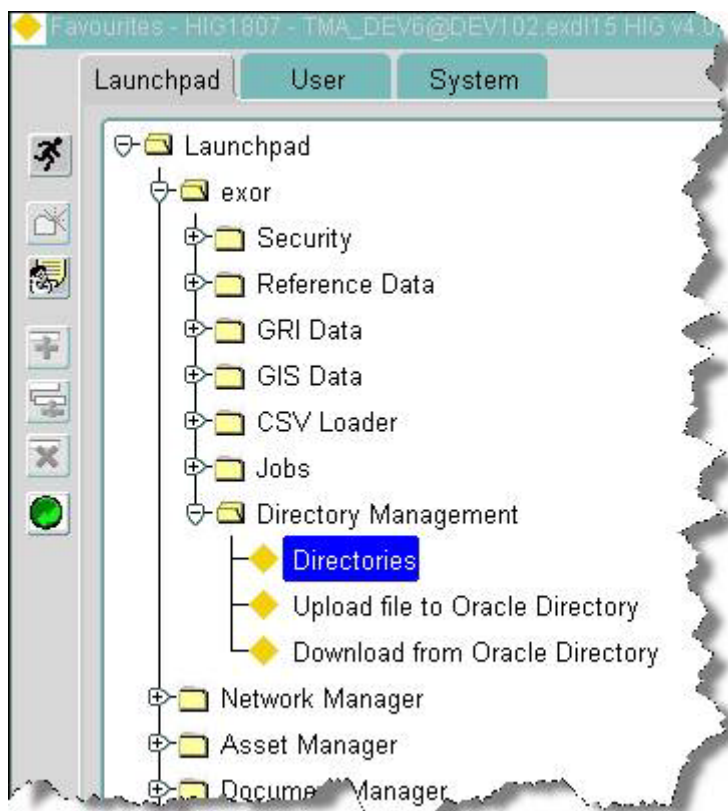 Favourites - HIG1807 - TMA_DEV6@DEV102.exdl15 HIG v4.0
Launchpad User System
Launchpad
exor
Security
Reference Data
GRI Data
GIS Data
CSV Loader
Jobs
Directory Management
Directories
Upload file to Oracle Directory
Download from Oracle Directory
Network Manager
Asset Manager
Manager